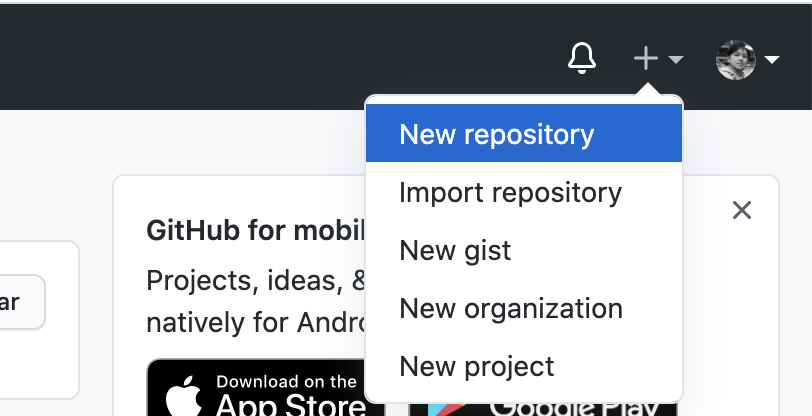 New repository
Import repository
New gist
New organization
New project
GitHub for mobil
Projects, ideas, &
natively for Andro
ar
Download on the
App Store
Google Play